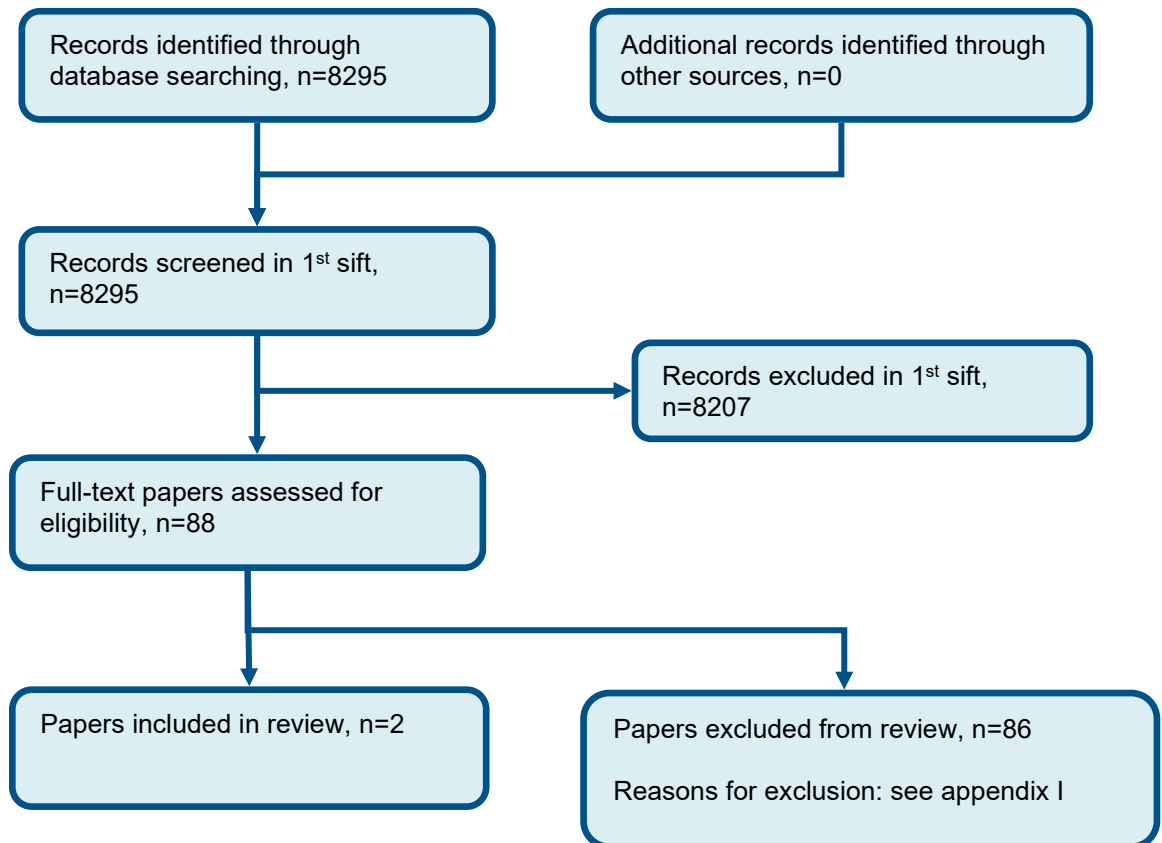 Records identified through
database searching, n=8295
Additional records identified through
other sources, n=0
Records screened in 1st sift,
n=8295
Records excluded in 1st sift,
n=8207
Full-text papers assessed for
eligibility, n=88
Papers included in review, n=2
Papers excluded from review, n=86
Reasons for exclusion: see appendix I